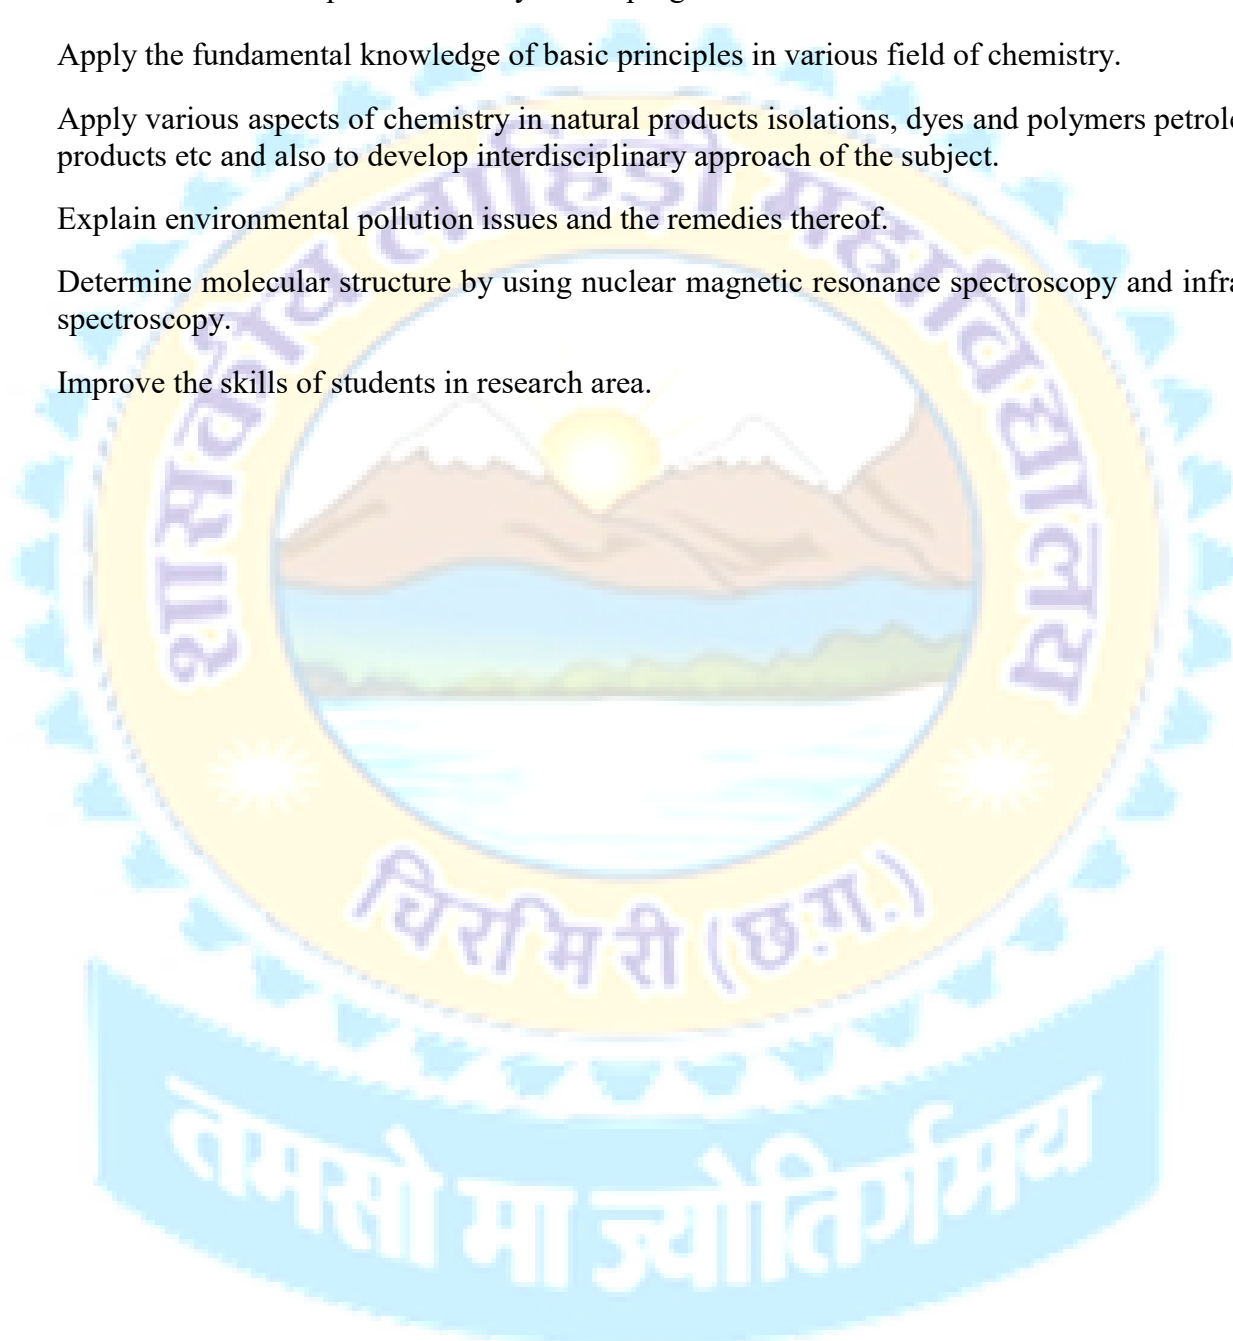 Apply the fundamental knowledge of basic principles in various field of chemistry.
Apply various aspects of chemistry in natural products isolations, dyes and polymers
products etc and also to develop interdisciplinary approach of the subject.
Explain environmental pollution issues and the remedies thereof.
Determine molecular structure by using nuclear magnetic resonance spectroscopy and
spectroscopy.
Improve the skills of students in research area.
शासकीय लाहिडी महाविद्यालय
चिरमिरी (छ.ग.)
तमसो मा ज्योतिर्गमय